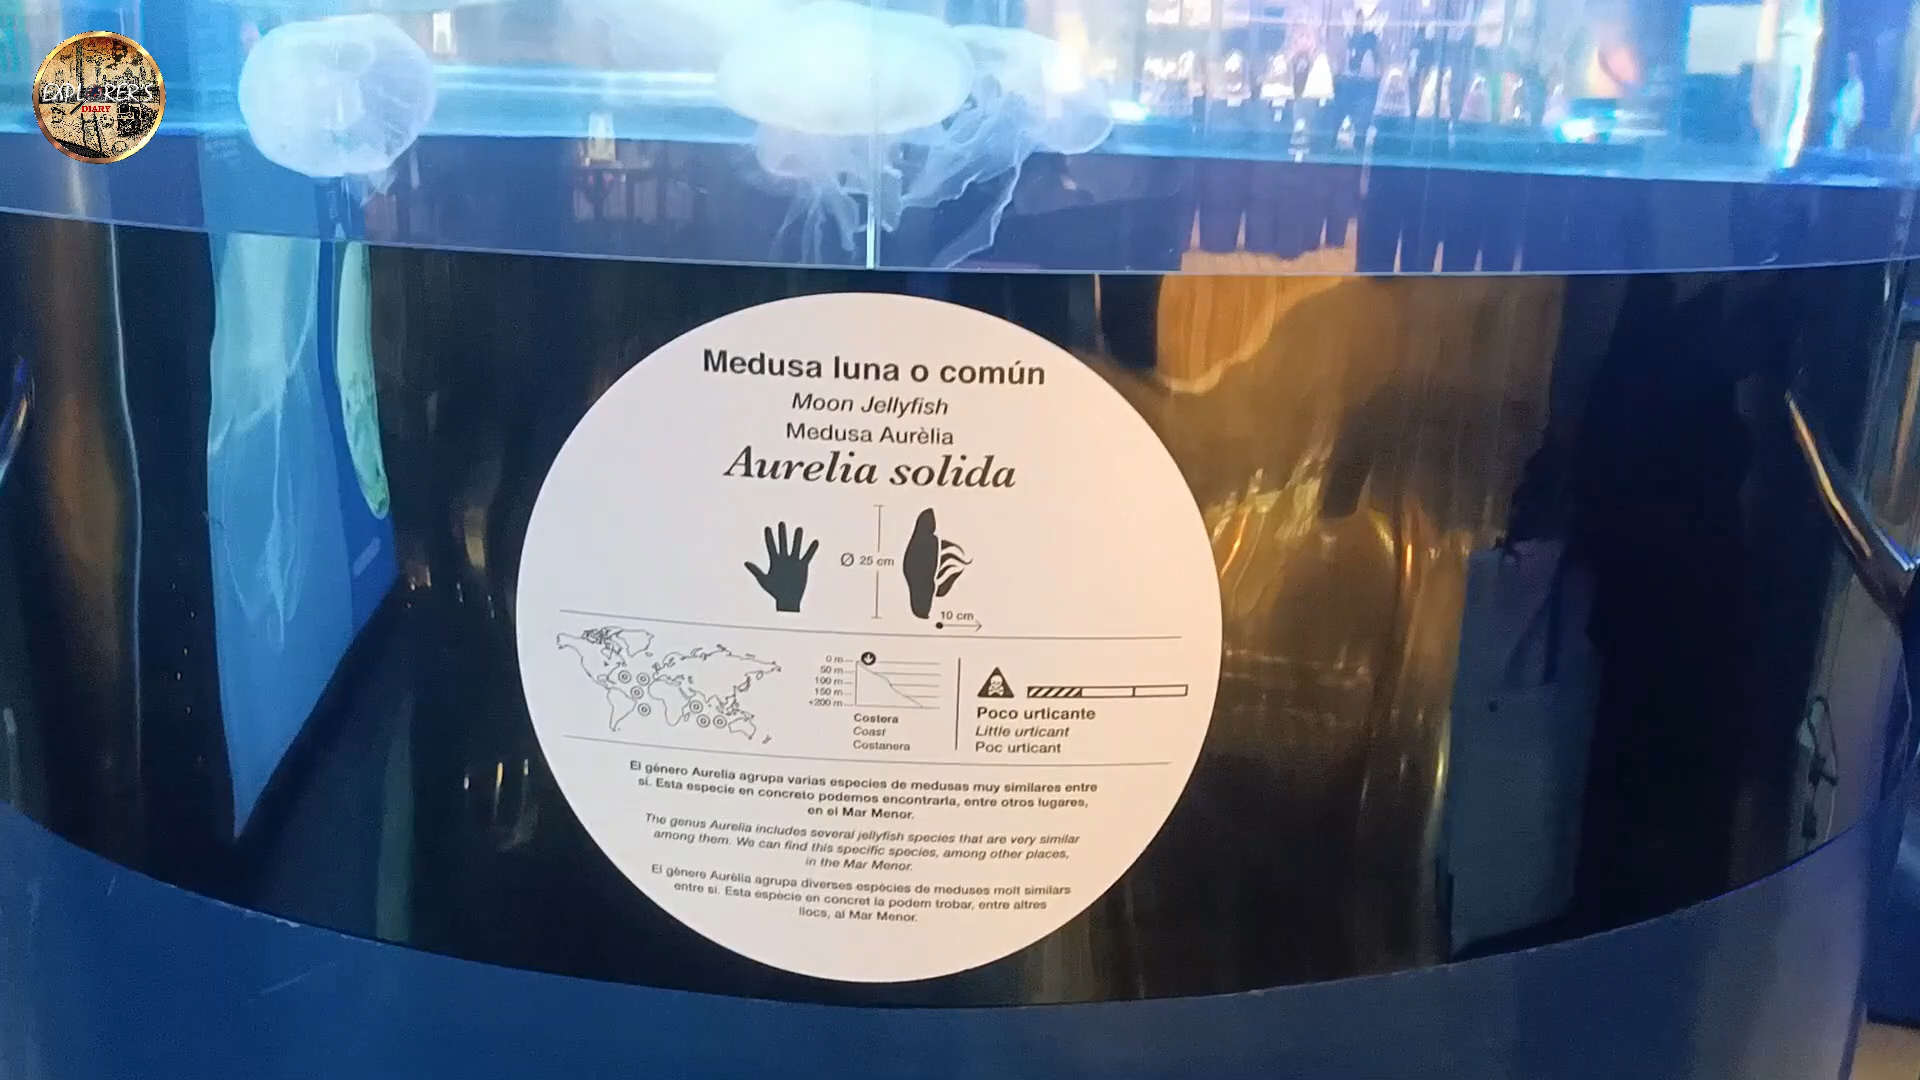 EXPLORER'S
DIARY
Medusa luna o común
Moon Jellyfish
Medusa Aurèlia
Aurelia solida
Ø 25 cm
10 cm
0 m
50 m
100 m
150 m
+200 m
Costera
Coast
Costanera
Poco urticante
Little urticant
Poc urticant
El género Aurelia agrupa varias especies de medusas muy similares entre
sí. Esta especie en concreto podemos encontrarla, entre otros lugares,
en el Mar Menor.
The genus Aurelia includes several jellyfish species that are very similar
among them. We can find this specific species, among other places,
in the Mar Menor.
El gènere Aurèlia agrupa diverses espècies de meduses molt similars
entre si. Esta espècie en concret la podem trobar, entre altres
llocs, al Mar Menor.